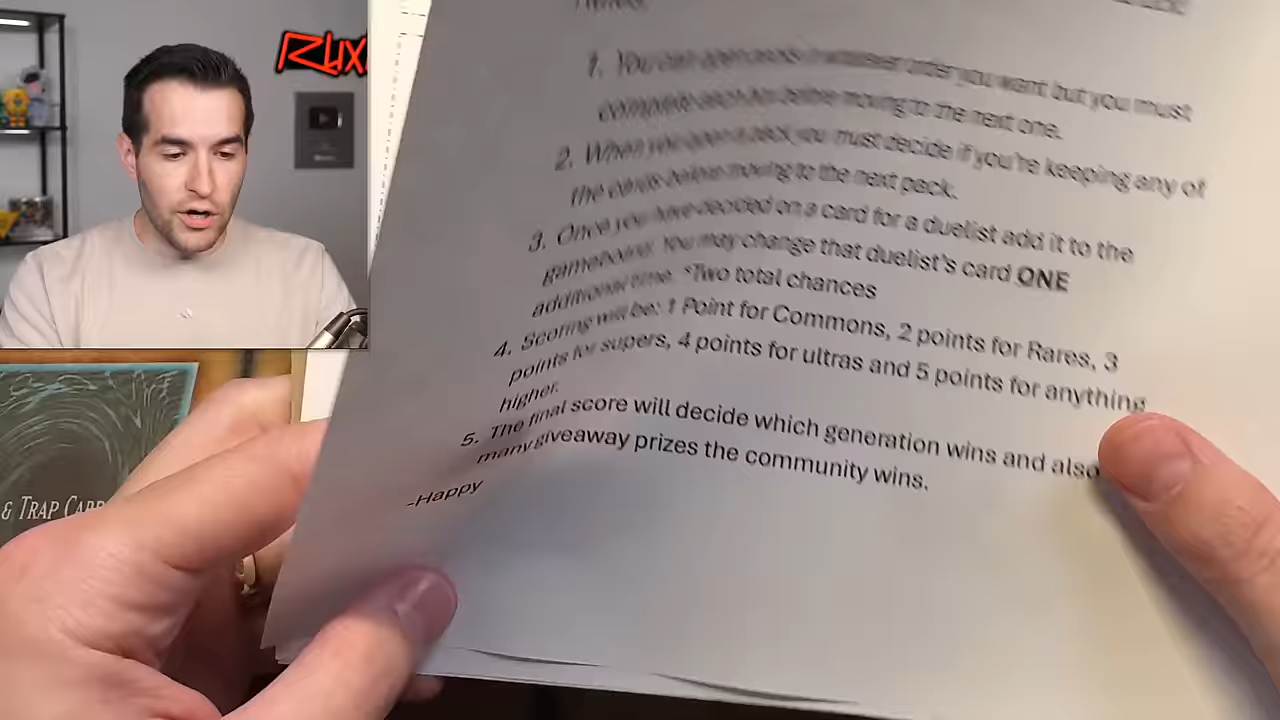 Rux
1. You can open packs in whatever order you want but you must
complete each box before moving to the next one.
2. When you open a pack you must decide if you're keeping any of
the cards before moving to the next pack.
3. Once you have decided on a card for a duelist add it to the
You may change that duelist's card ONE
additional time. *Two total chances
4. Scoring will be: 1 Point for Commons, 2 points for Rares, 3
points for supers, 4 points for ultras and 5 points for anything
higher.
5. The final score will decide which generation wins and also
many giveaway prizes the community wins.
-Happy
& TRAP CARD